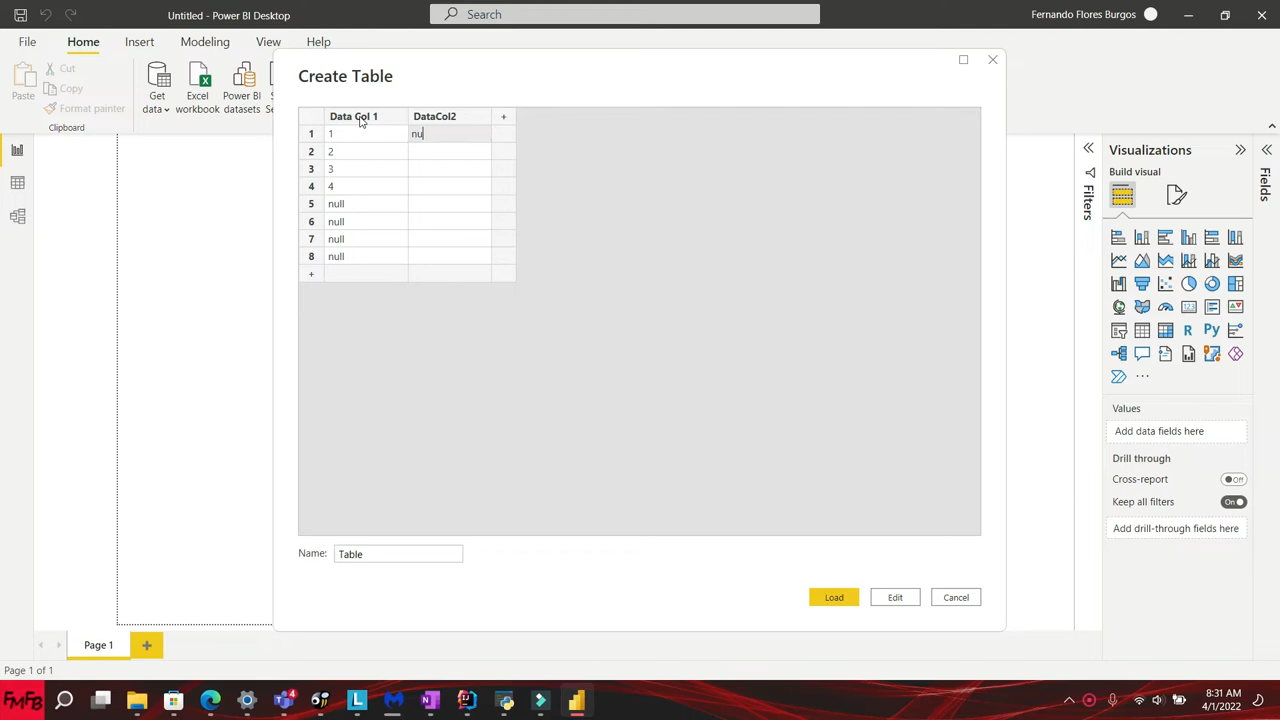 Untitled - Power BI Desktop
Search
Fernando Flores Burgos
File Home Insert Modeling View Help
Paste
Cut
Copy
Format painter
Clipboard
Get data
Excel workbook
Power BI datasets
Create Table
Data Col 1 DataCol2 +
1 1 nu
2 2
3 3
4 4
5 null
6 null
7 null
8 null
+
Name: Table
Load Edit Cancel
Filters
Visualizations
Build visual
123
R Py
...
Values
Add data fields here
Drill through
Cross-report Off
Keep all filters On
Add drill-through fields here
Fields
Page 1 +
Page 1 of 1
FMFB
4
8:31 AM
4/1/2022